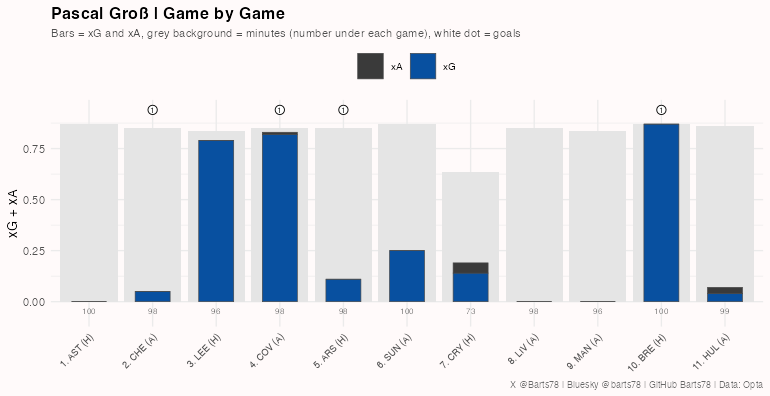 Pascal Groß | Game by Game
Bars = xG and xA, grey background = minutes (number under each game), white dot = goals
xA xG
1 1 1 1
xG + xA
0.75
0.50
0.25
0.00
100 98 96 98 98 100 73 98 96 100 99
1. AST (H) 2. CHE (A) 3. LEE (H) 4. COV (A) 5. ARS (H) 6. SUN (A) 7. CRY (H) 8. LIV (A) 9. MAN (A) 10. BRE (H) 11. HUL (A)
X @Barts78 | Bluesky @barts78 | GitHub Barts78 | Data: Opta